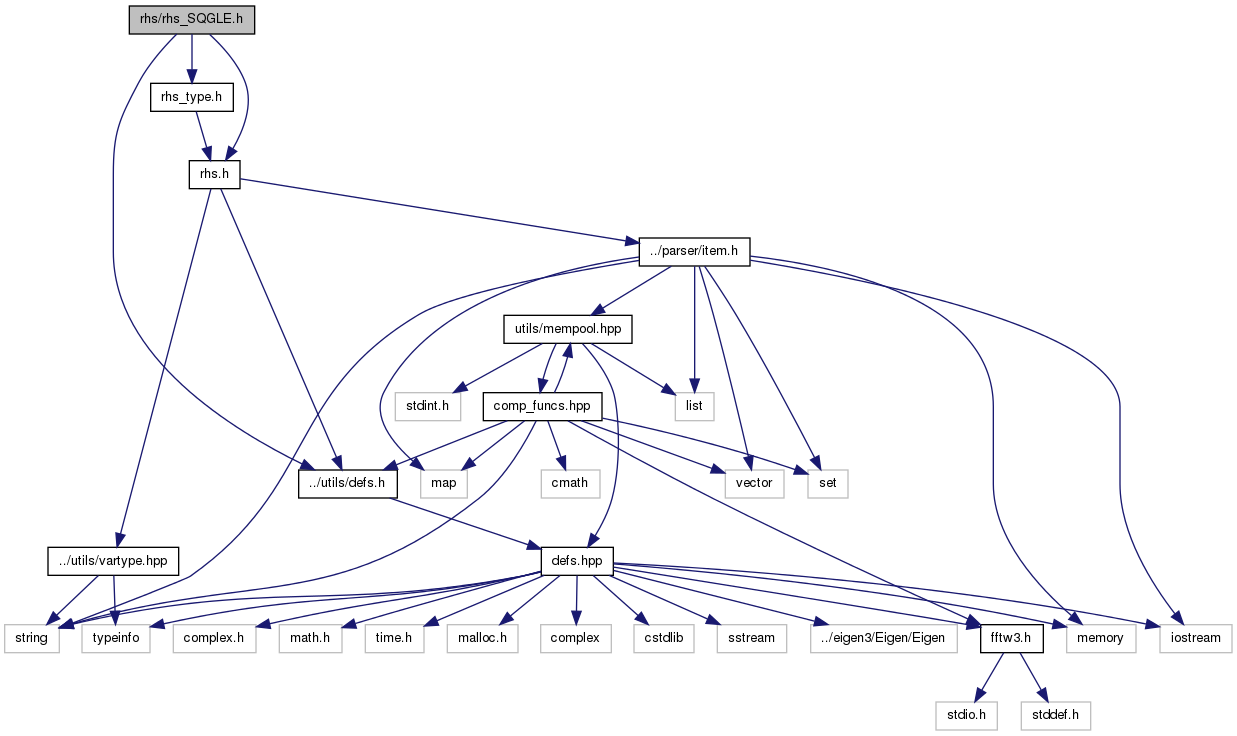 rhs/rhs_SQGLE.h
rhs_type.h
rhs.h
../parser/item.h
utils/mempool.hpp
stdint.h
comp_funcs.hpp
list
../utils/defs.h
map
cmath
vector
set
../utils/vartype.hpp
defs.hpp
string
typeinfo
complex.h
math.h
time.h
malloc.h
complex
cstdlib
sstream
../eigen3/Eigen/Eigen
fftw3.h
memory
iostream
stdio.h
stddef.h